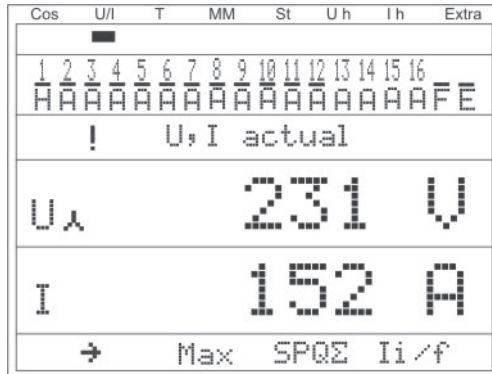 Cos U/I T MM St U h I h Extra
1 2 3 4 5 6 7 8 9 10 11 12 13 14 15 16
H A A A A A A A A A A A A A A A F E
! U,I actual
U⅄ 231 V
I 152 A
→ Max SPQΣ Ii/f